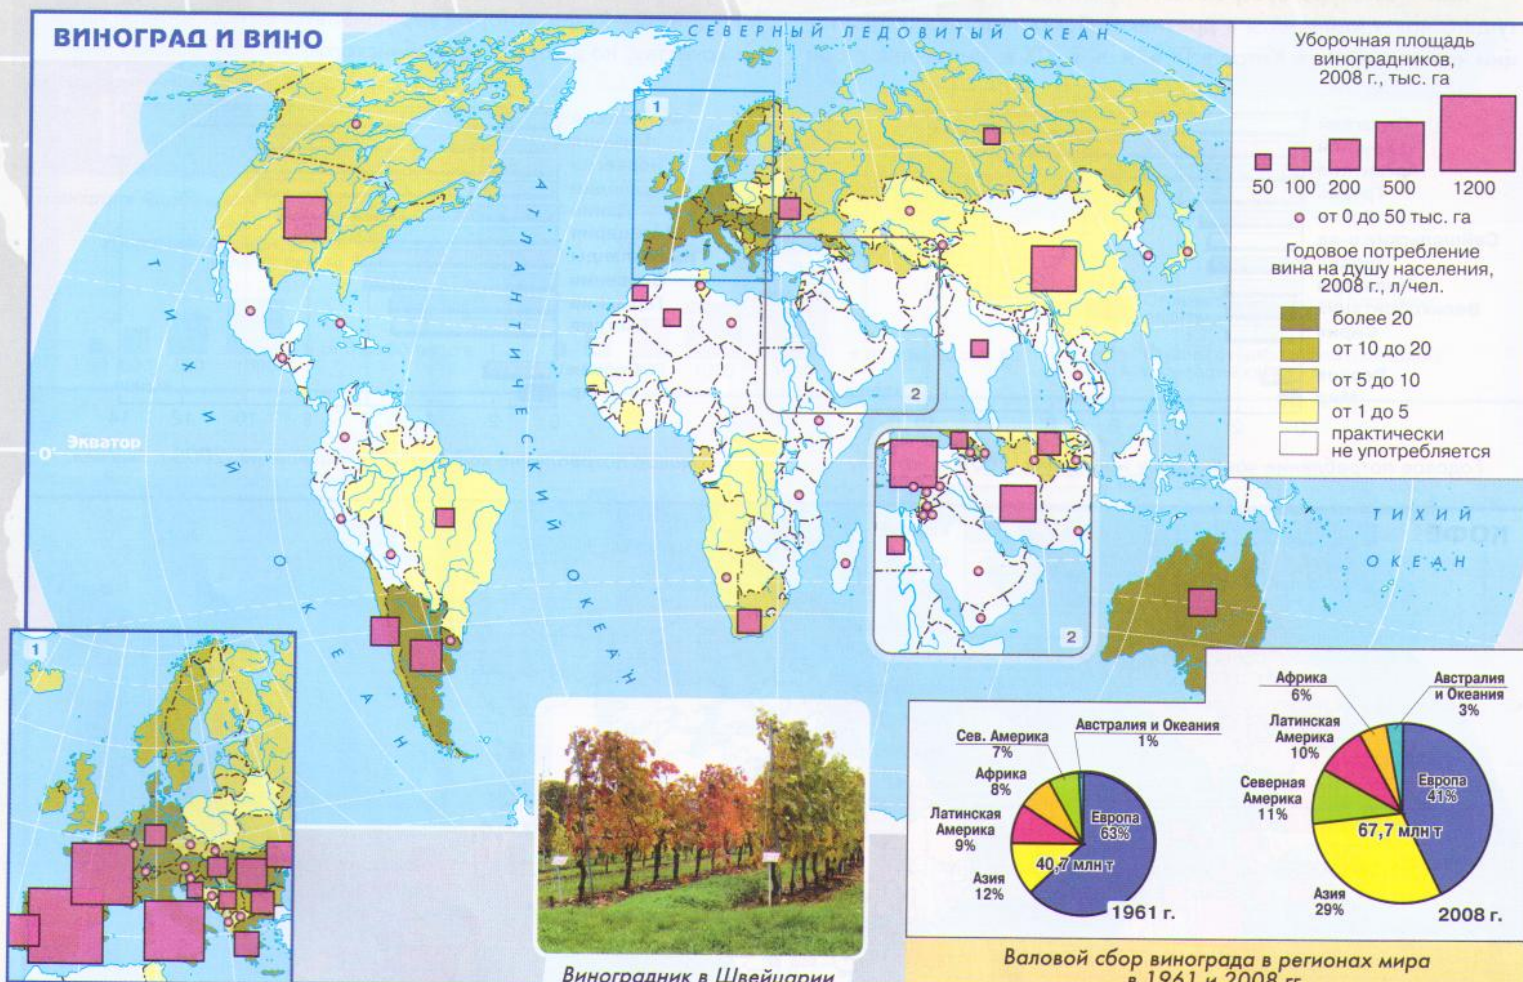 ВИНОГРАД И ВИНО
СЕВЕРНЫЙ ЛЕДОВИТЫЙ ОКЕАН
Уборочная площадь
виноградников,
2008 г., тыс. га
50 100 200 500 1200
от 0 до 50 тыс. га
Годовое потребление
вина на душу населения,
2008 г., л/чел.
более 20
от 10 до 20
от 5 до 10
от 1 до 5
практически
не употребляется
1
2
ТИХИЙ ОКЕАН
АТЛАНТИЧЕСКИЙ ОКЕАН
0°
Экватор
2
ТИХИЙ
ОКЕАН
1
Виноградник в Швейцарии
Сев. Америка
7%
Австралия и Океания
1%
Африка
8%
Латинская
Америка
9%
Азия
12%
Европа
63%
40,7 млн т
1961 г.
Африка
6%
Австралия
и Океания
3%
Латинская
Америка
10%
Северная
Америка
11%
Европа
41%
67,7 млн т
Азия
29%
2008 г.
Валовой сбор винограда в регионах мира
в 1961 и 2008 гг.